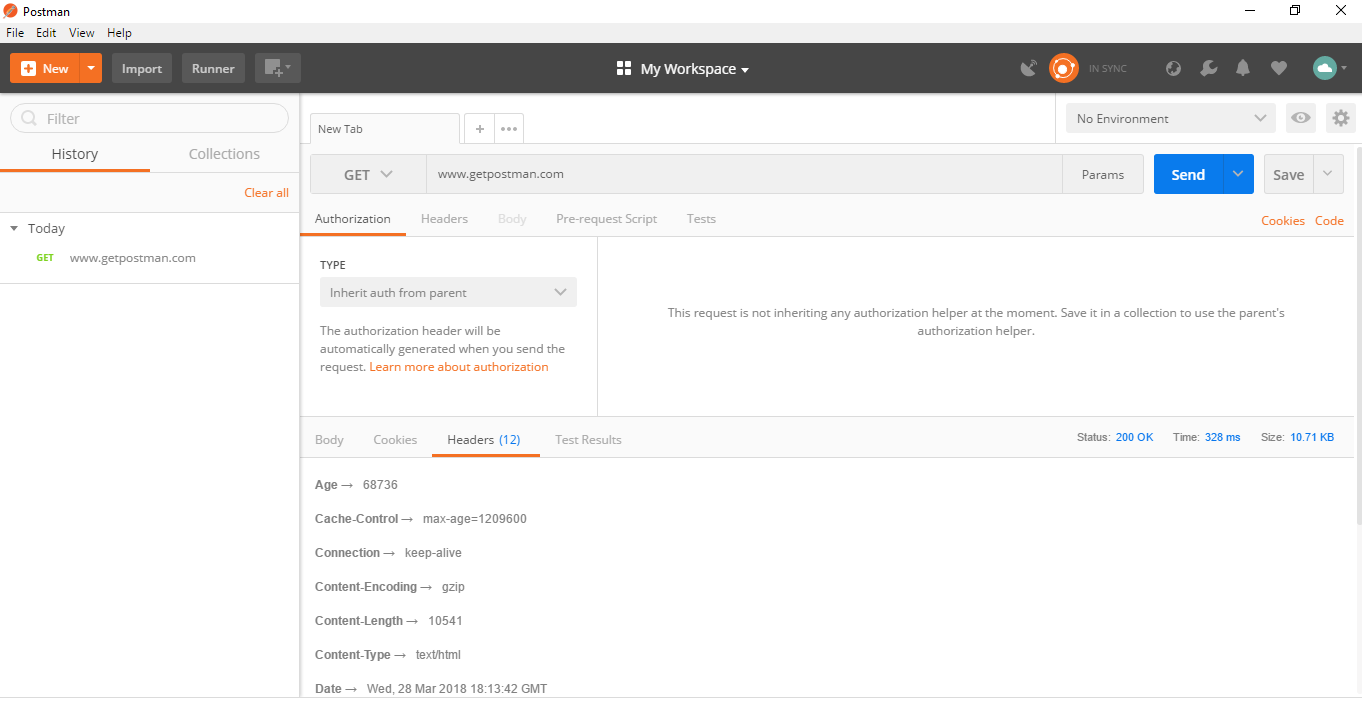 Postman
File Edit View Help
New Import Runner My Workspace IN SYNC
Filter
History Collections
Clear all
Today
GET www.getpostman.com
New Tab + ••• No Environment
GET www.getpostman.com Params Send Save
Authorization Headers Body Pre-request Script Tests Cookies Code
TYPE
Inherit auth from parent
The authorization header will be
automatically generated when you send the
request. Learn more about authorization
This request is not inheriting any authorization helper at the moment. Save it in a collection to use the parent's
authorization helper.
Body Cookies Headers (12) Test Results Status: 200 OK Time: 328 ms Size: 10.71 KB
Age → 68736
Cache-Control → max-age=1209600
Connection → keep-alive
Content-Encoding → gzip
Content-Length → 10541
Content-Type → text/html
Date → Wed, 28 Mar 2018 18:13:42 GMT